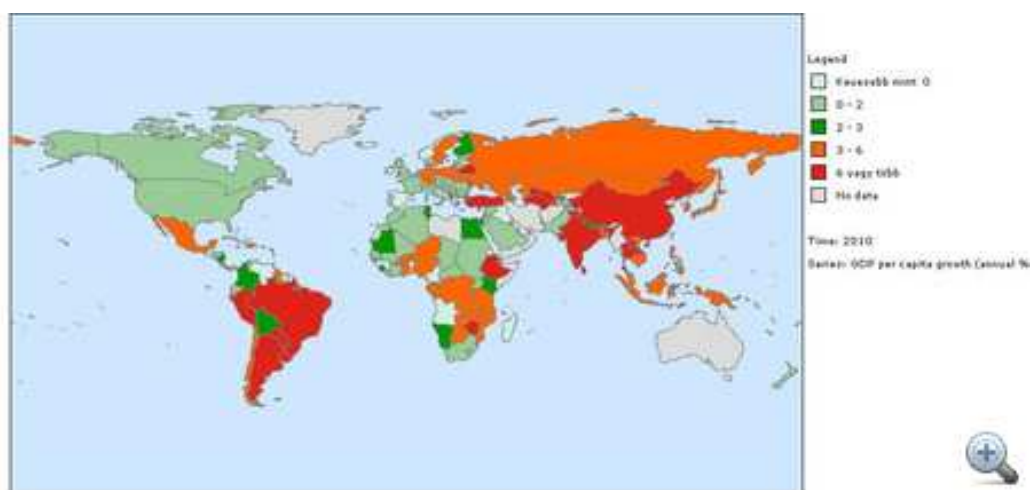 Legend
Kevesebb mint 0
0 - 2
2 - 3
3 - 6
6 vagy több
No data
Time: 2010
Series: GDP per capita growth (annual %